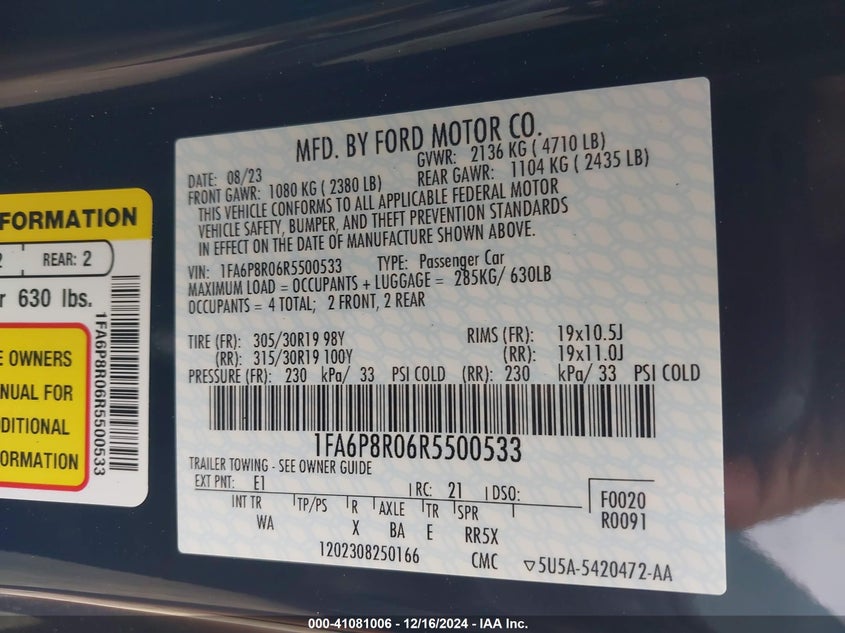 FORMATION
2 REAR: 2
r 630 lbs.
E OWNERS
NUAL FOR
DITIONAL
ORMATION
1FA6P8R06R5500533
MFD. BY FORD MOTOR CO.
DATE: 08/23 GVWR: 2136 KG ( 4710 LB)
FRONT GAWR: 1080 KG ( 2380 LB) REAR GAWR: 1104 KG ( 2435 LB)
THIS VEHICLE CONFORMS TO ALL APPLICABLE FEDERAL MOTOR
VEHICLE SAFETY, BUMPER, AND THEFT PREVENTION STANDARDS
IN EFFECT ON THE DATE OF MANUFACTURE SHOWN ABOVE.
VIN: 1FA6P8R06R5500533 TYPE: Passenger Car
MAXIMUM LOAD = OCCUPANTS + LUGGAGE = 285KG/ 630LB
OCCUPANTS = 4 TOTAL; 2 FRONT, 2 REAR
TIRE (FR): 305/30R19 98Y RIMS (FR): 19x10.5J
(RR): 315/30R19 100Y (RR): 19x11.0J
PRESSURE (FR): 230 kPa/ 33 PSI COLD (RR): 230 kPa/ 33 PSI COLD
1FA6P8R06R5500533
TRAILER TOWING - SEE OWNER GUIDE
EXT PNT: E1 RC: 21 DSO: F0020
INT TR TP/PS R AXLE TR SPR R0091
WA X BA E RR5X
1202308250166 CMC ▽5U5A-5420472-AA
000-41081006 - 12/16/2024 - IAA Inc.